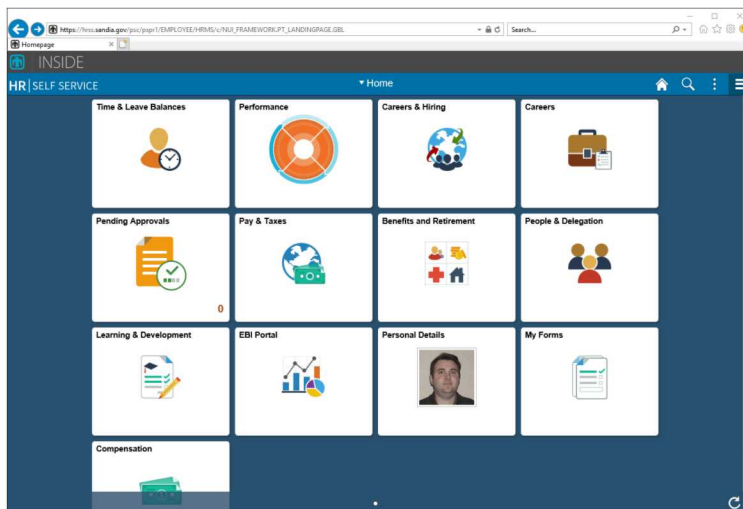 https://hrss.sandia.gov/psc/pspr1/EMPLOYEE/HRMS/c/NUI_FRAMEWORK.PT_LANDINGPAGE.GBL
Search...
Homepage
INSIDE
HR | SELF SERVICE
Home
Time & Leave Balances
Performance
Careers & Hiring
Careers
Pending Approvals
0
Pay & Taxes
Benefits and Retirement
People & Delegation
Learning & Development
EBI Portal
Personal Details
My Forms
Compensation